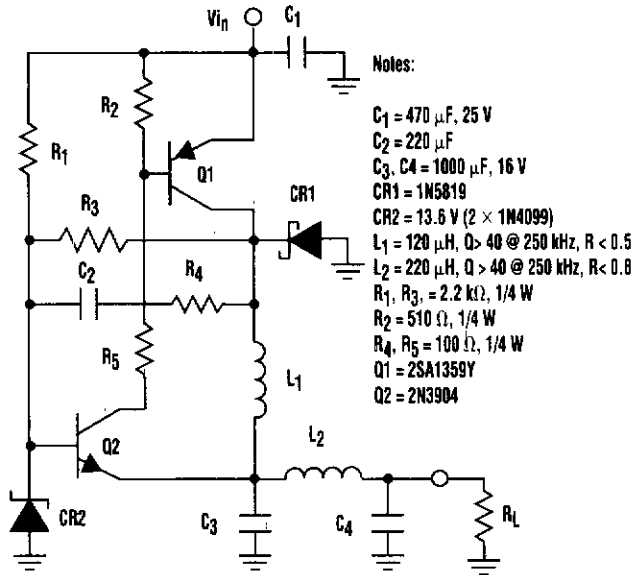 Vin
C1
Notes:
R2
R1
Q1
C1 = 470 µF, 25 V
C2 = 220 µF
C3, C4 = 1000 µF, 16 V
CR1 = 1N5819
CR2 = 13.6 V (2 × 1N4099)
L1 = 120 µH, Q> 40 @ 250 kHz, R < 0.5
L2 = 220 µH, Q > 40 @ 250 kHz, R< 0.8
R1, R3, = 2.2 kΩ, 1/4 W
R2 = 510 Ω, 1/4 W
R4, R5 = 100 Ω, 1/4 W
Q1 = 2SA1359Y
Q2 = 2N3904
CR1
R3
C2
R4
R5
L1
Q2
L2
CR2
C3
C4
RL